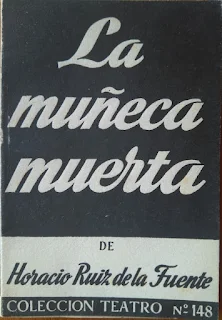 La
muñeca
muerta
DE
Horacio Ruiz de la Fuente
COLECCION TEATRO Nº 148